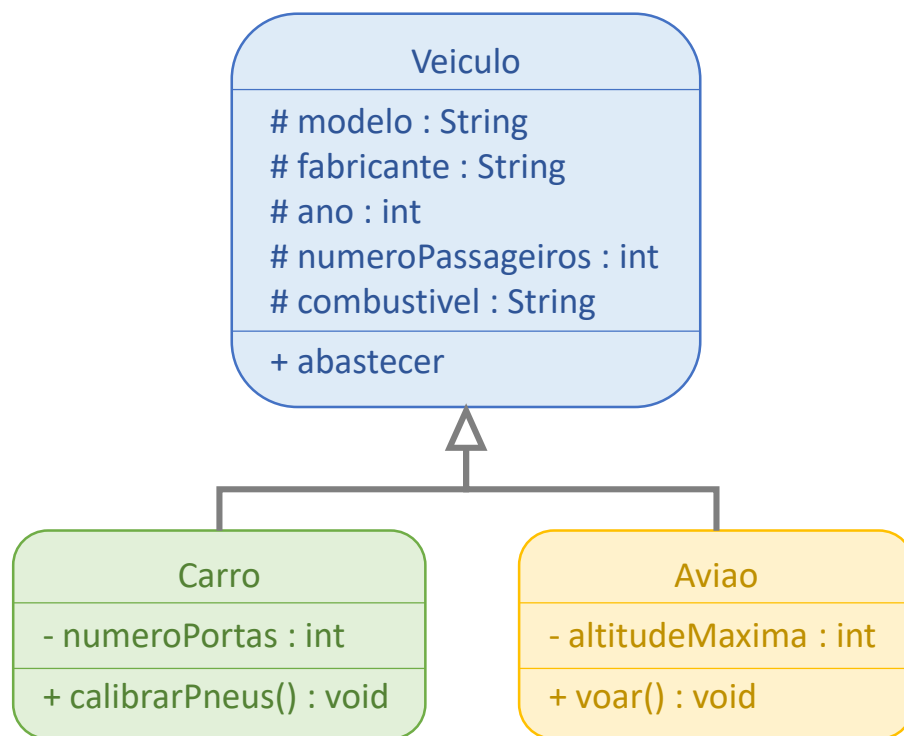 Veiculo
# modelo : String
# fabricante : String
# ano : int
# numeroPassageiros : int
# combustivel : String
+ abastecer
Carro
- numeroPortas : int
+ calibrarPneus() : void
Aviao
- altitudeMaxima : int
+ voar() : void